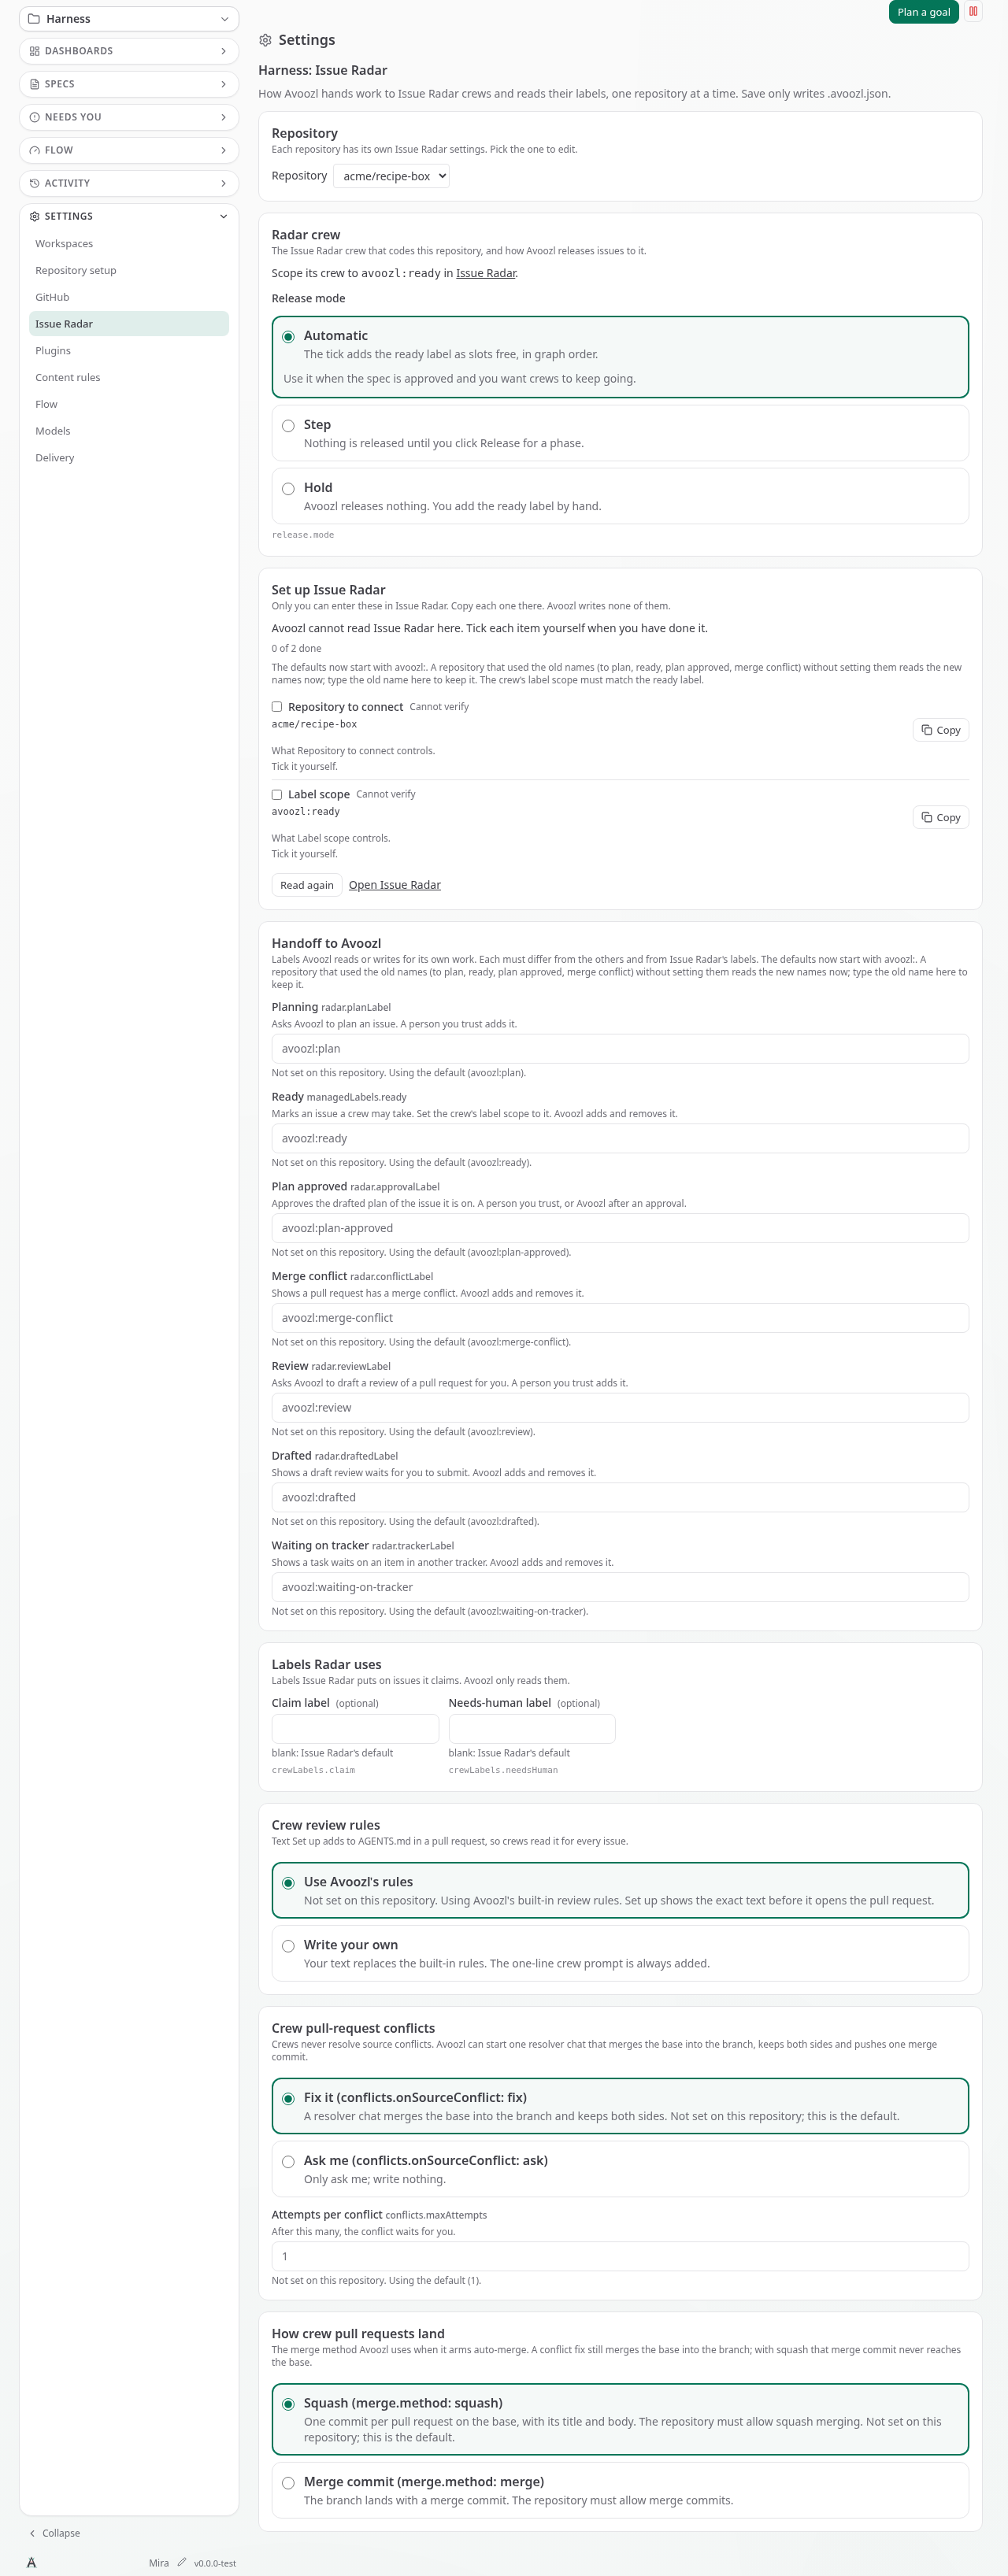 Harness
Plan a goal
DASHBOARDS
SPECS
NEEDS YOU
FLOW
ACTIVITY
SETTINGS
Workspaces
Repository setup
GitHub
Issue Radar
Plugins
Content rules
Flow
Models
Delivery
Settings
Harness: Issue Radar
How Avoozl hands work to Issue Radar crews and reads their labels, one repository at a time. Save only writes .avoozl.json.
Repository
Each repository has its own Issue Radar settings. Pick the one to edit.
Repository acme/recipe-box
Radar crew
The Issue Radar crew that codes this repository, and how Avoozl releases issues to it.
Scope its crew to avoozl:ready in Issue Radar.
Release mode
Automatic
The tick adds the ready label as slots free, in graph order.
Use it when the spec is approved and you want crews to keep going.
Step
Nothing is released until you click Release for a phase.
Hold
Avoozl releases nothing. You add the ready label by hand.
release.mode
Set up Issue Radar
Only you can enter these in Issue Radar. Copy each one there. Avoozl writes none of them.
Avoozl cannot read Issue Radar here. Tick each item yourself when you have done it.
0 of 2 done
The defaults now start with avoozl:. A repository that used the old names (to plan, ready, plan approved, merge conflict) without setting them reads the new
names now; type the old name here to keep it. The crew's label scope must match the ready label.
Repository to connect Cannot verify
acme/recipe-box
Copy
What Repository to connect controls.
Tick it yourself.
Label scope Cannot verify
avoozl:ready
Copy
What Label scope controls.
Tick it yourself.
Read again Open Issue Radar
Handoff to Avoozl
Labels Avoozl reads or writes for its own work. Each must differ from the others and from Issue Radar's labels. The defaults now start with avoozl:. A
repository that used the old names (to plan, ready, plan approved, merge conflict) without setting them reads the new names now; type the old name here to
keep it.
Planning radar.planLabel
Asks Avoozl to plan an issue. A person you trust adds it.
avoozl:plan
Not set on this repository. Using the default (avoozl:plan).
Ready managedLabels.ready
Marks an issue a crew may take. Set the crew's label scope to it. Avoozl adds and removes it.
avoozl:ready
Not set on this repository. Using the default (avoozl:ready).
Plan approved radar.approvalLabel
Approves the drafted plan of the issue it is on. A person you trust, or Avoozl after an approval.
avoozl:plan-approved
Not set on this repository. Using the default (avoozl:plan-approved).
Merge conflict radar.conflictLabel
Shows a pull request has a merge conflict. Avoozl adds and removes it.
avoozl:merge-conflict
Not set on this repository. Using the default (avoozl:merge-conflict).
Review radar.reviewLabel
Asks Avoozl to draft a review of a pull request for you. A person you trust adds it.
avoozl:review
Not set on this repository. Using the default (avoozl:review).
Drafted radar.draftedLabel
Shows a draft review waits for you to submit. Avoozl adds and removes it.
avoozl:drafted
Not set on this repository. Using the default (avoozl:drafted).
Waiting on tracker radar.trackerLabel
Shows a task waits on an item in another tracker. Avoozl adds and removes it.
avoozl:waiting-on-tracker
Not set on this repository. Using the default (avoozl:waiting-on-tracker).
Labels Radar uses
Labels Issue Radar puts on issues it claims. Avoozl only reads them.
Claim label (optional) Needs-human label (optional)
blank: Issue Radar's default blank: Issue Radar's default
crewLabels.claim crewLabels.needsHuman
Crew review rules
Text Set up adds to AGENTS.md in a pull request, so crews read it for every issue.
Use Avoozl's rules
Not set on this repository. Using Avoozl's built-in review rules. Set up shows the exact text before it opens the pull request.
Write your own
Your text replaces the built-in rules. The one-line crew prompt is always added.
Crew pull-request conflicts
Crews never resolve source conflicts. Avoozl can start one resolver chat that merges the base into the branch, keeps both sides and pushes one merge
commit.
Fix it (conflicts.onSourceConflict: fix)
A resolver chat merges the base into the branch and keeps both sides. Not set on this repository; this is the default.
Ask me (conflicts.onSourceConflict: ask)
Only ask me; write nothing.
Attempts per conflict conflicts.maxAttempts
After this many, the conflict waits for you.
1
Not set on this repository. Using the default (1).
How crew pull requests land
The merge method Avoozl uses when it arms auto-merge. A conflict fix still merges the base into the branch; with squash that merge commit never reaches
the base.
Squash (merge.method: squash)
One commit per pull request on the base, with its title and body. The repository must allow squash merging. Not set on this
repository; this is the default.
Merge commit (merge.method: merge)
The branch lands with a merge commit. The repository must allow merge commits.
Collapse
A Mira v0.0.0-test